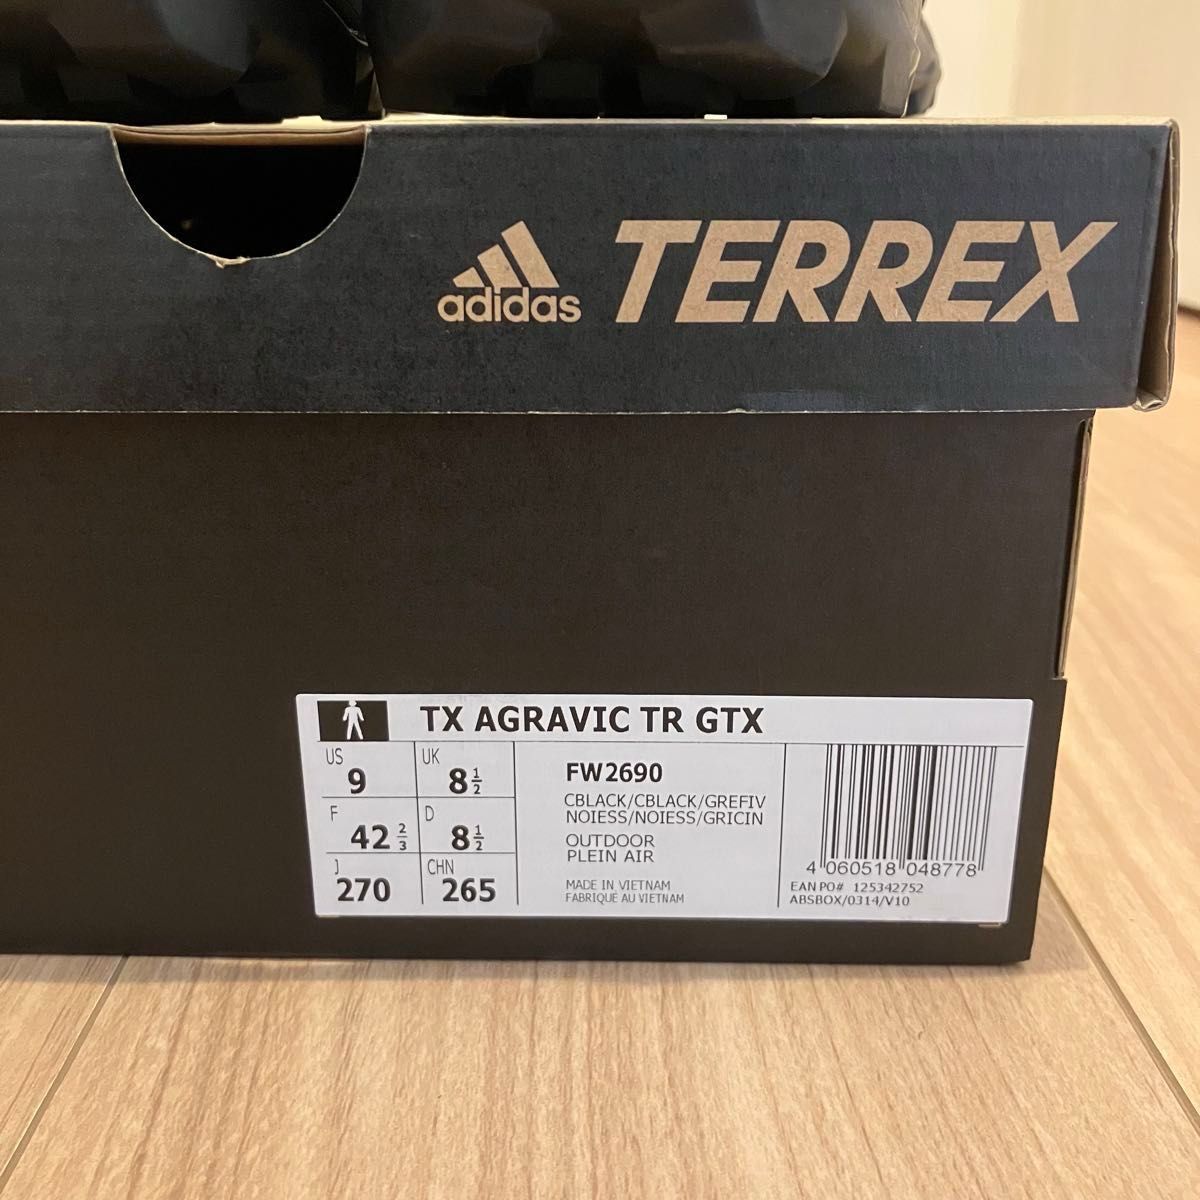 adidas TERREX
TX AGRAVIC TR GTX
US 9 UK 8 1/2
F 42 2/3 D 8 1/2
J 270 CHN 265
FW2690
CBLACK/CBLACK/GREFIV
NOIESS/NOIESS/GRICIN
OUTDOOR
PLEIN AIR
MADE IN VIETNAM
FABRIQUÉ AU VIETNAM
4 060518 048778
EAN PO# 125342752
ABSBOX/0314/V10